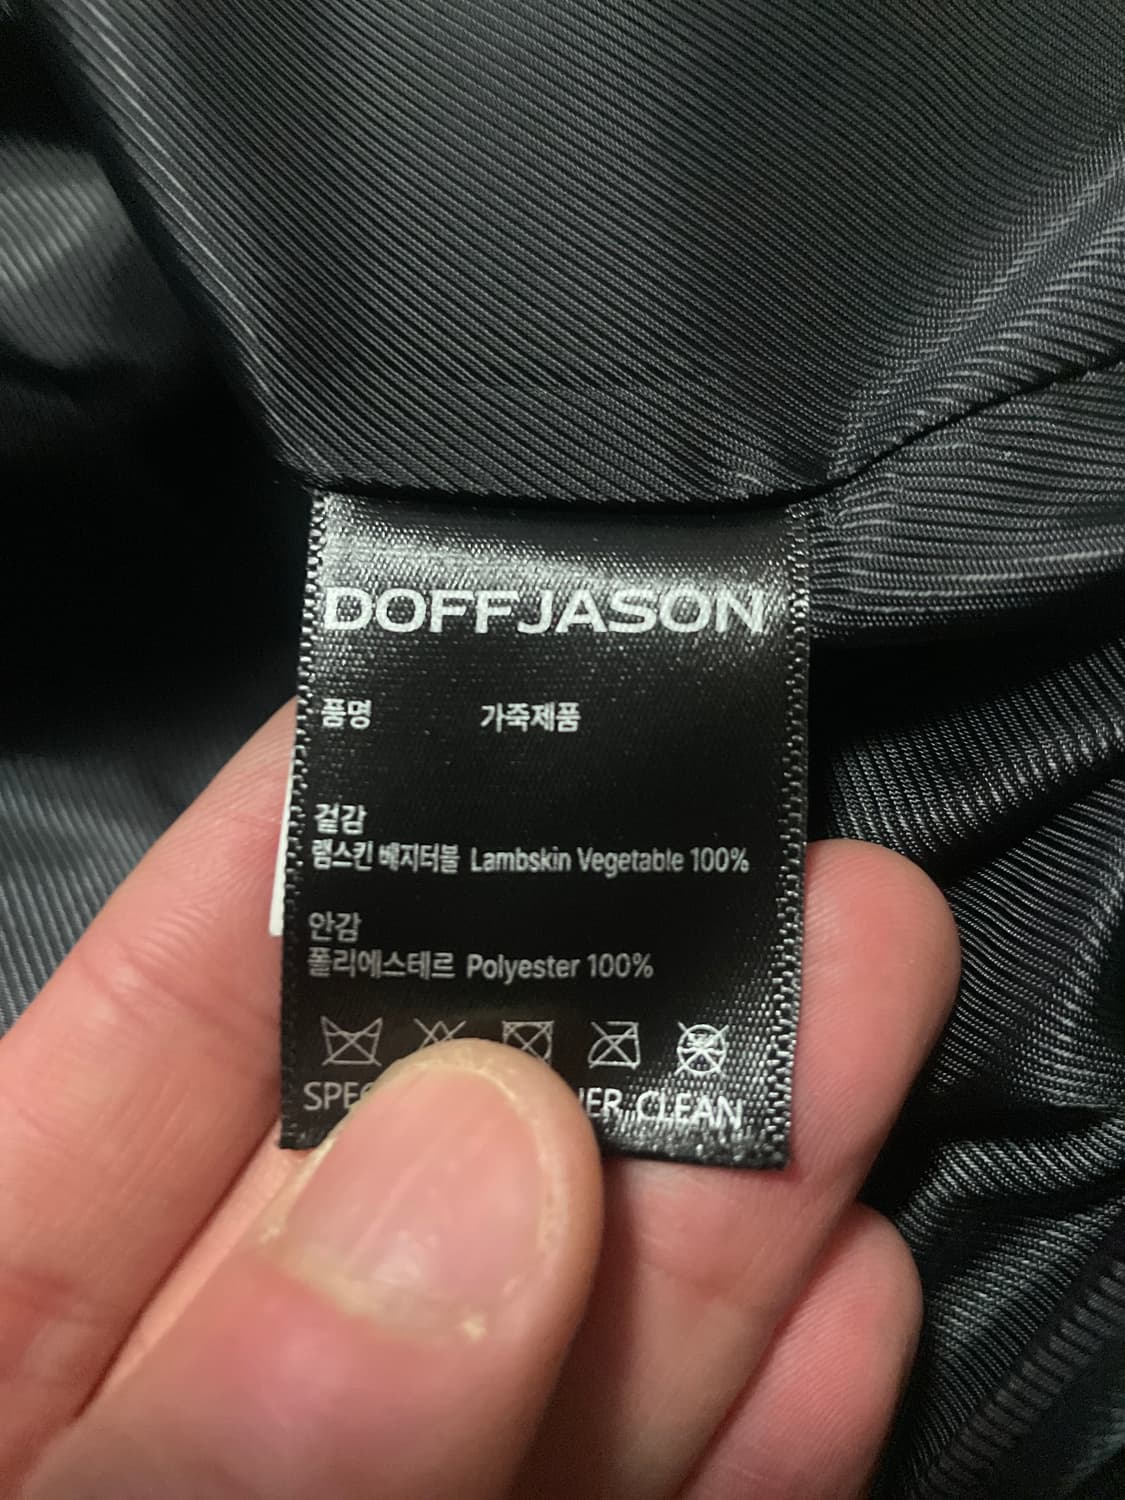 DOFFJASON
품명 가죽제품
겉감
램스킨 베지터블 Lambskin Vegetable 100%
안감
폴리에스테르 Polyester 100%
CLEAN